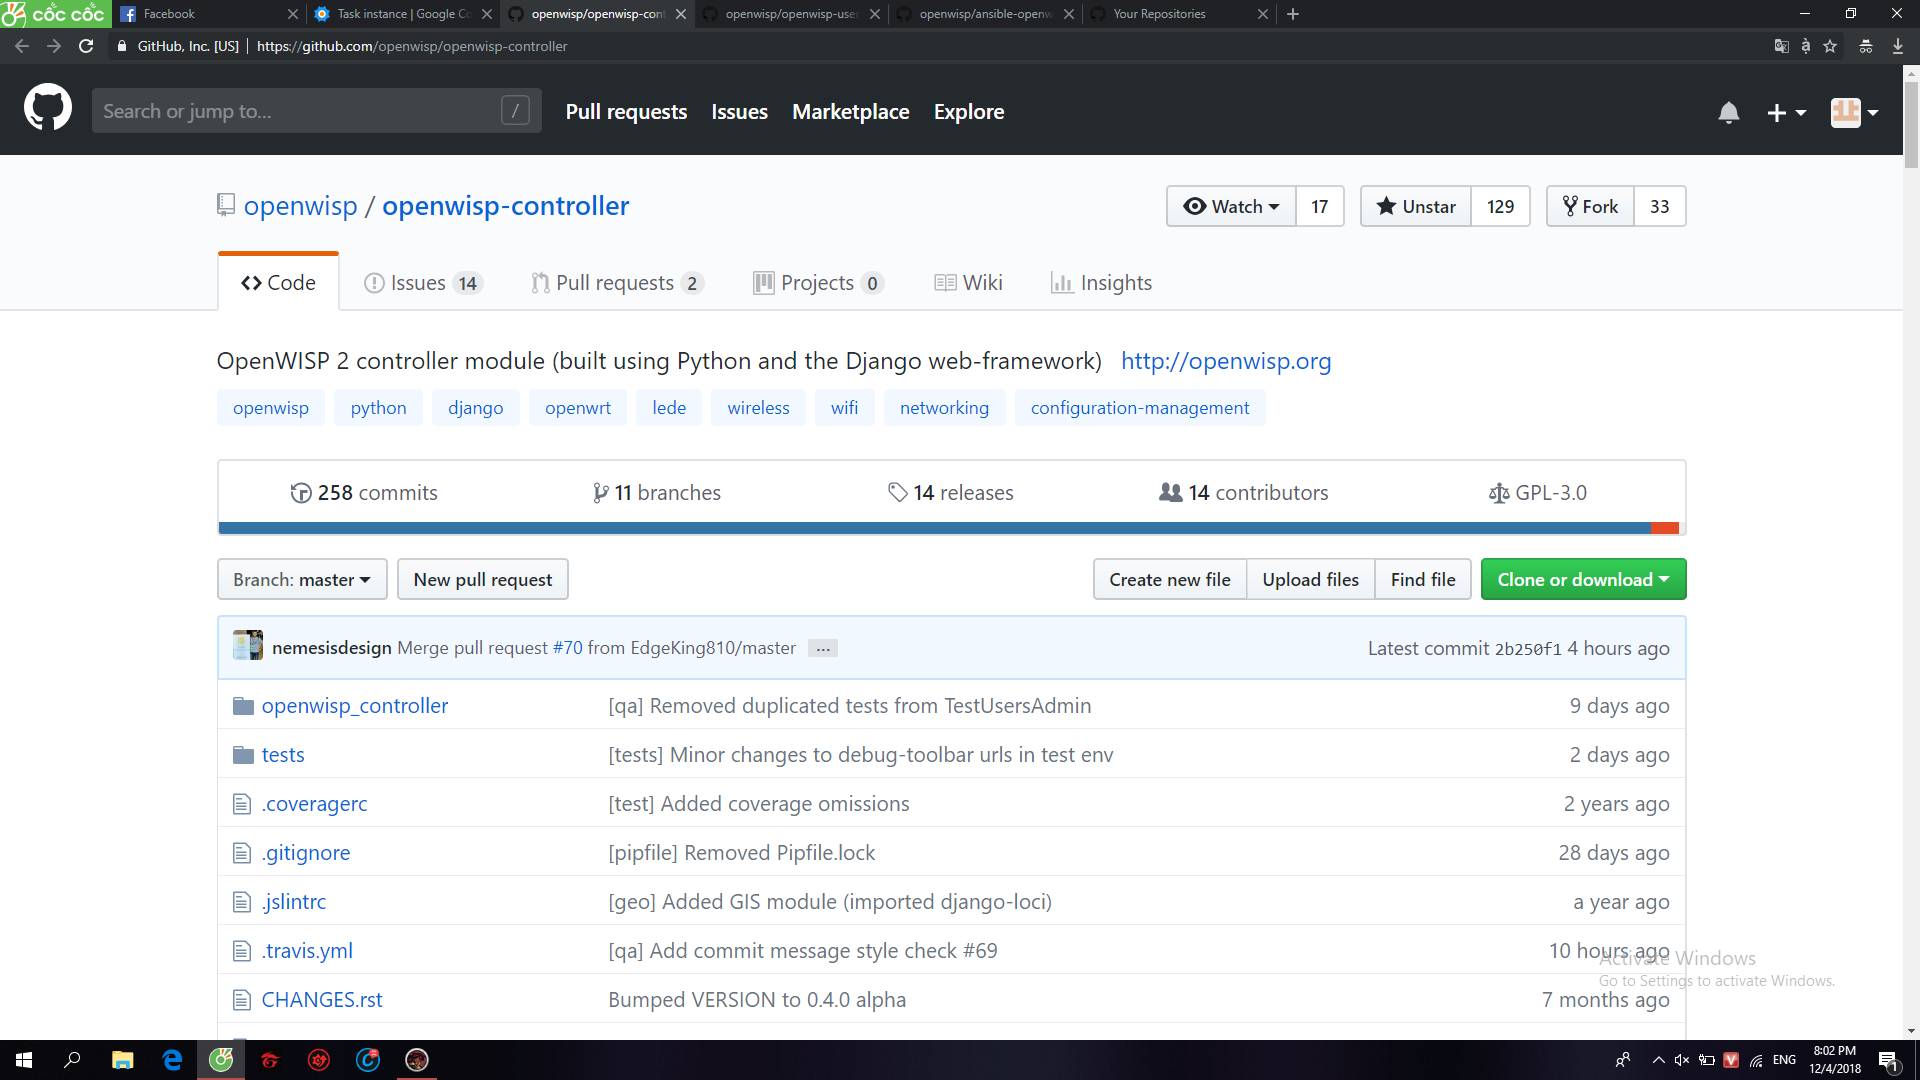 cốc cốc Facebook Task instance | Google Co openwisp/openwisp-con openwisp/openwisp-user openwisp/ansible-openw Your Repositories
GitHub, Inc. [US] https://github.com/openwisp/openwisp-controller
Search or jump to... / Pull requests Issues Marketplace Explore
openwisp / openwisp-controller Watch 17 Unstar 129 Fork 33
Code Issues 14 Pull requests 2 Projects 0 Wiki Insights
OpenWISP 2 controller module (built using Python and the Django web-framework) http://openwisp.org
openwisp python django openwrt lede wireless wifi networking configuration-management
258 commits 11 branches 14 releases 14 contributors GPL-3.0
Branch: master New pull request Create new file Upload files Find file Clone or download
nemesisdesign Merge pull request #70 from EdgeKing810/master ... Latest commit 2b250f1 4 hours ago
openwisp_controller [qa] Removed duplicated tests from TestUsersAdmin 9 days ago
tests [tests] Minor changes to debug-toolbar urls in test env 2 days ago
.coveragerc [test] Added coverage omissions 2 years ago
.gitignore [pipfile] Removed Pipfile.lock 28 days ago
.jslintrc [geo] Added GIS module (imported django-loci) a year ago
.travis.yml [qa] Add commit message style check #69 10 hours ago
Activate Windows
Go to Settings to activate Windows.
CHANGES.rst Bumped VERSION to 0.4.0 alpha 7 months ago
ENG 8:02 PM
12/4/2018 1